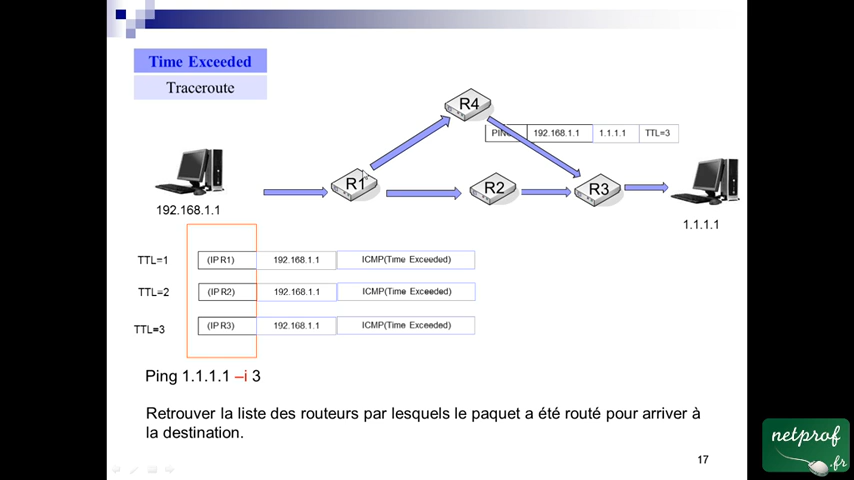 Time Exceeded
Traceroute
R4
PING 192.168.1.1 1.1.1.1 TTL=3
R1
R2
R3
192.168.1.1
1.1.1.1
TTL=1 (IP R1) 192.168.1.1 ICMP(Time Exceeded)
TTL=2 (IP R2) 192.168.1.1 ICMP(Time Exceeded)
TTL=3 (IP R3) 192.168.1.1 ICMP(Time Exceeded)
Ping 1.1.1.1 –i 3
Retrouver la liste des routeurs par lesquels le paquet a été routé pour arriver à
la destination.
17
netprof
.fr